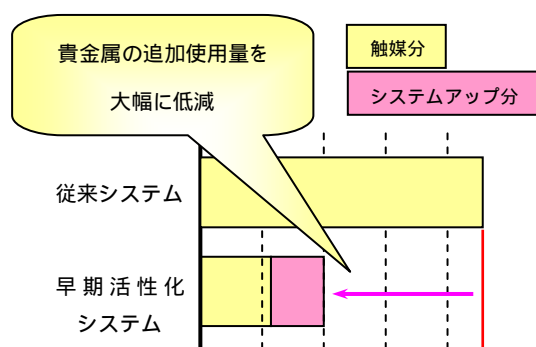 貴金属の追加使用量を
大幅に低減
触媒分
システムアップ分
従来システム
早期活性化
システム